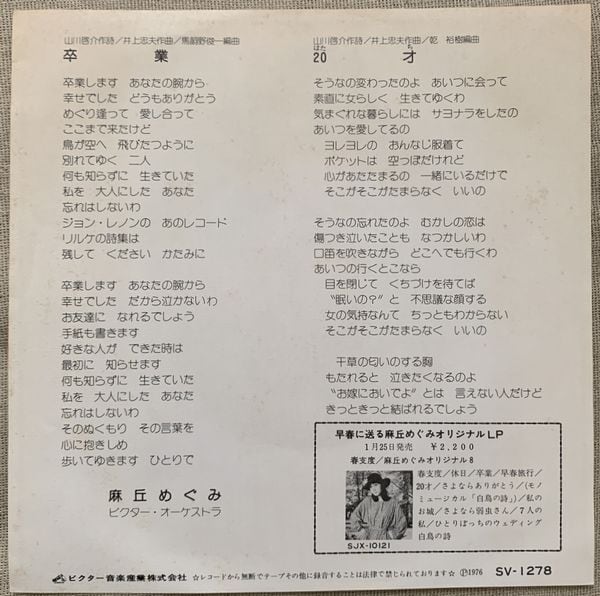 山川啓介作詩／井上忠夫作曲／馬飼野俊一編曲
卒業
卒業します　あなたの腕から
幸せでした　どうもありがとう
めぐり逢って　愛し合って
ここまで来たけど
鳥が空へ　飛びたつように
別れてゆく　二人
何も知らずに　生きていた
私を　大人にした　あなた
忘れはしないわ
ジョン・レノンの　あのレコード
リルケの詩集は
残して　ください　かたみに
卒業します　あなたの腕から
幸せでした　だから泣かないわ
お友達に　なれるでしょう
手紙も書きます
好きな人が　できた時は
最初に　知らせます
何も知らずに　生きていた
私を　大人にした　あなた
忘れはしないわ
そのぬくもり　その言葉を
心に抱きしめ
歩いてゆきます　ひとりで
麻丘めぐみ
ビクター・オーケストラ
山川啓介作詩／井上忠夫作曲／乾　裕樹編曲
はたち
20才
そうなの変わったのよ　あいつに会って
素直に女らしく　生きてゆくわ
気まぐれな暮らしには　サヨナラをしたの
あいつを愛してるの
ヨレヨレの　おんなじ服着て
ポケットは　空っぽだけれど
心があたたまるの　一緒にいるだけで
そこがそこがたまらなく　いいの
そうなの忘れたのよ　むかしの恋は
傷つき泣いたことも　なつかしいわ
口笛を吹きながら　どこへでも行くわ
あいつの行くとこなら
目を閉じて　くちづけを待てば
〝眠いの？〟と　不思議な顔する
女の気持なんて　ちっともわからない
そこがそこがたまらなく　いいの
干草の匂いのする胸
もたれると　泣きたくなるのよ
〝お嫁においでよ〟とは　言えない人だけど
きっときっと結ばれるでしょう
早春に送る麻丘めぐみオリジナルＬＰ
1月25日発売　￥2,200
春支度／麻丘めぐみオリジナル8
春支度／休日／卒業／早春旅行／
20才／さよならありがとう／(モノ
ミュージカル「白鳥の詩」)／私の
お城／さよなら弱虫さん／7人の
私／ひとりぼっちのウェディング
白鳥の詩
SJX-10121
ビクター音楽産業株式会社　☆レコードから無断でテープその他に録音することは法律で禁じられております☆　Ⓟ1976　SV-1278